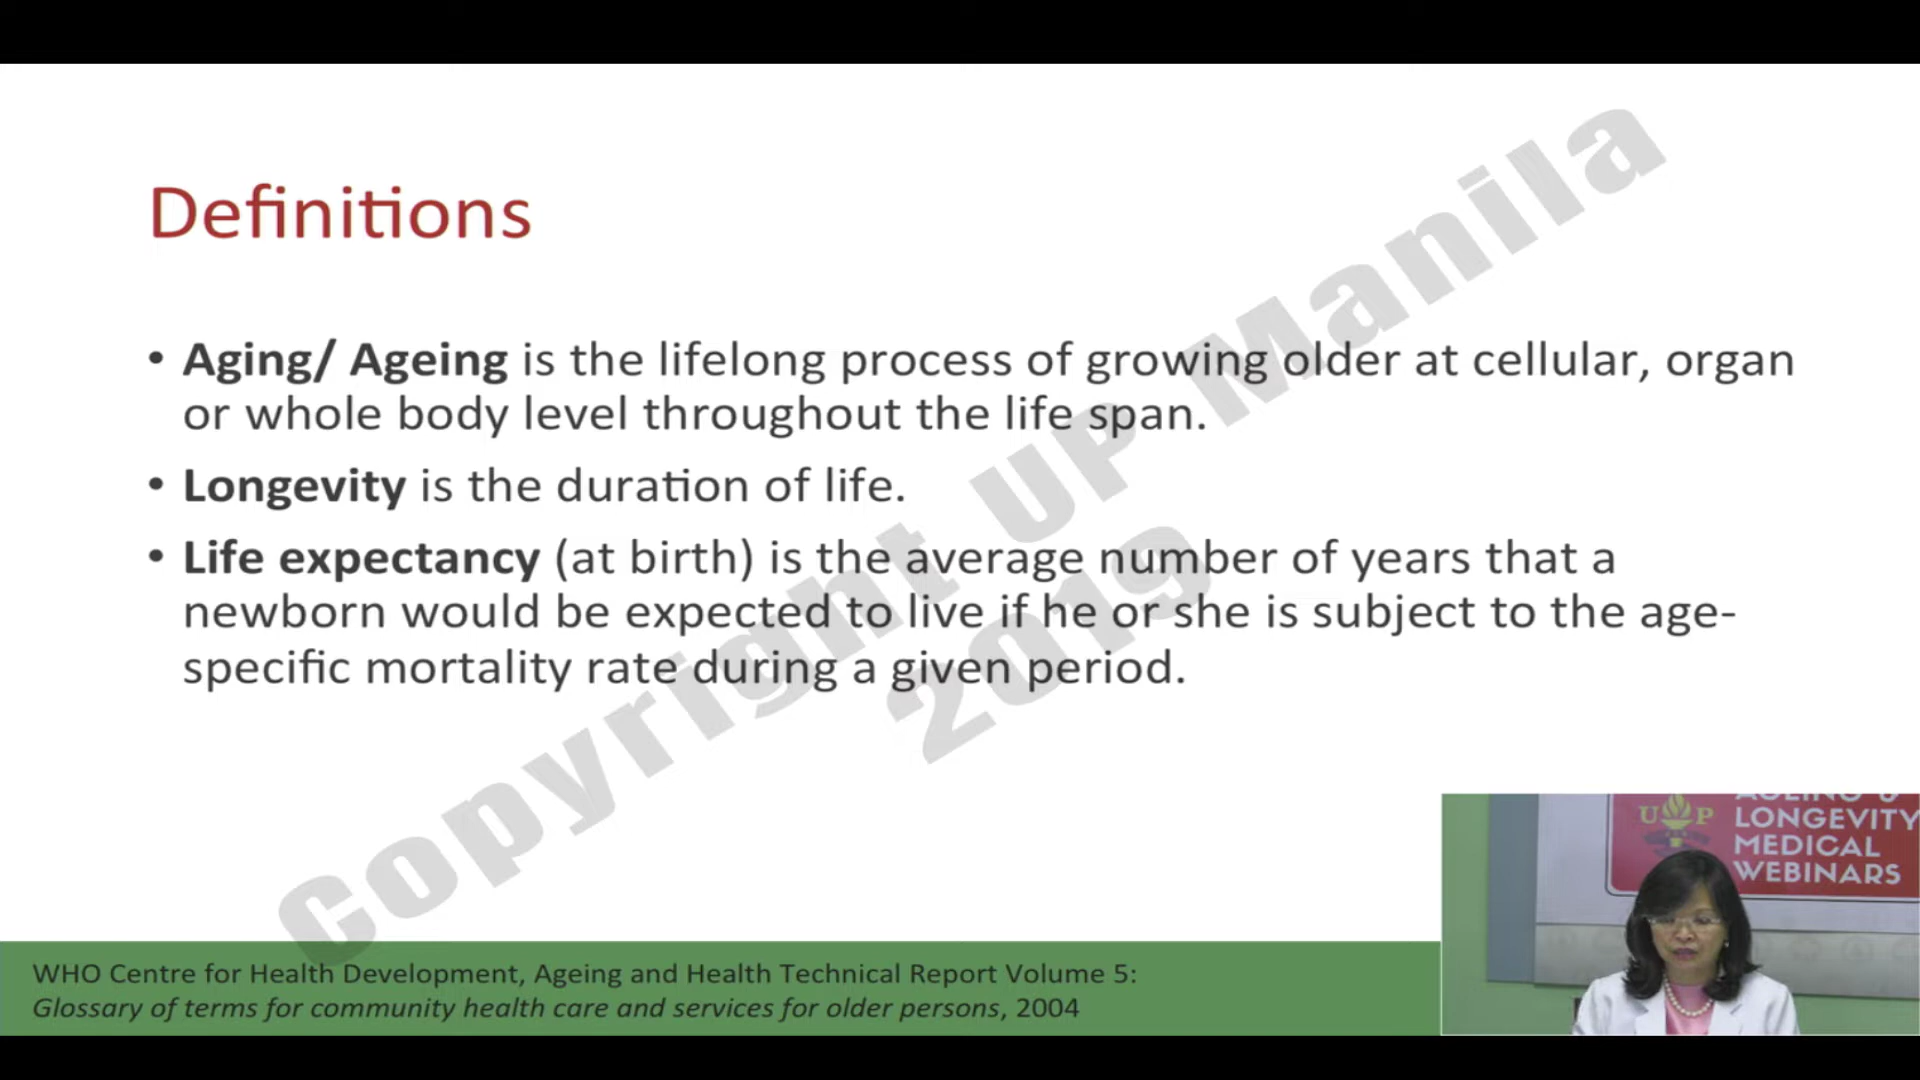 Definitions
• Aging/ Ageing is the lifelong process of growing older at cellular, organ
or whole body level throughout the life span.
• Longevity is the duration of life.
• Life expectancy (at birth) is the average number of years that a
newborn would be expected to live if he or she is subject to the age-
specific mortality rate during a given period.
Copyright UP Manila
2019
WHO Centre for Health Development, Ageing and Health Technical Report Volume 5:
Glossary of terms for community health care and services for older persons, 2004
UP
AGEING &
LONGEVITY
MEDICAL
WEBINARS